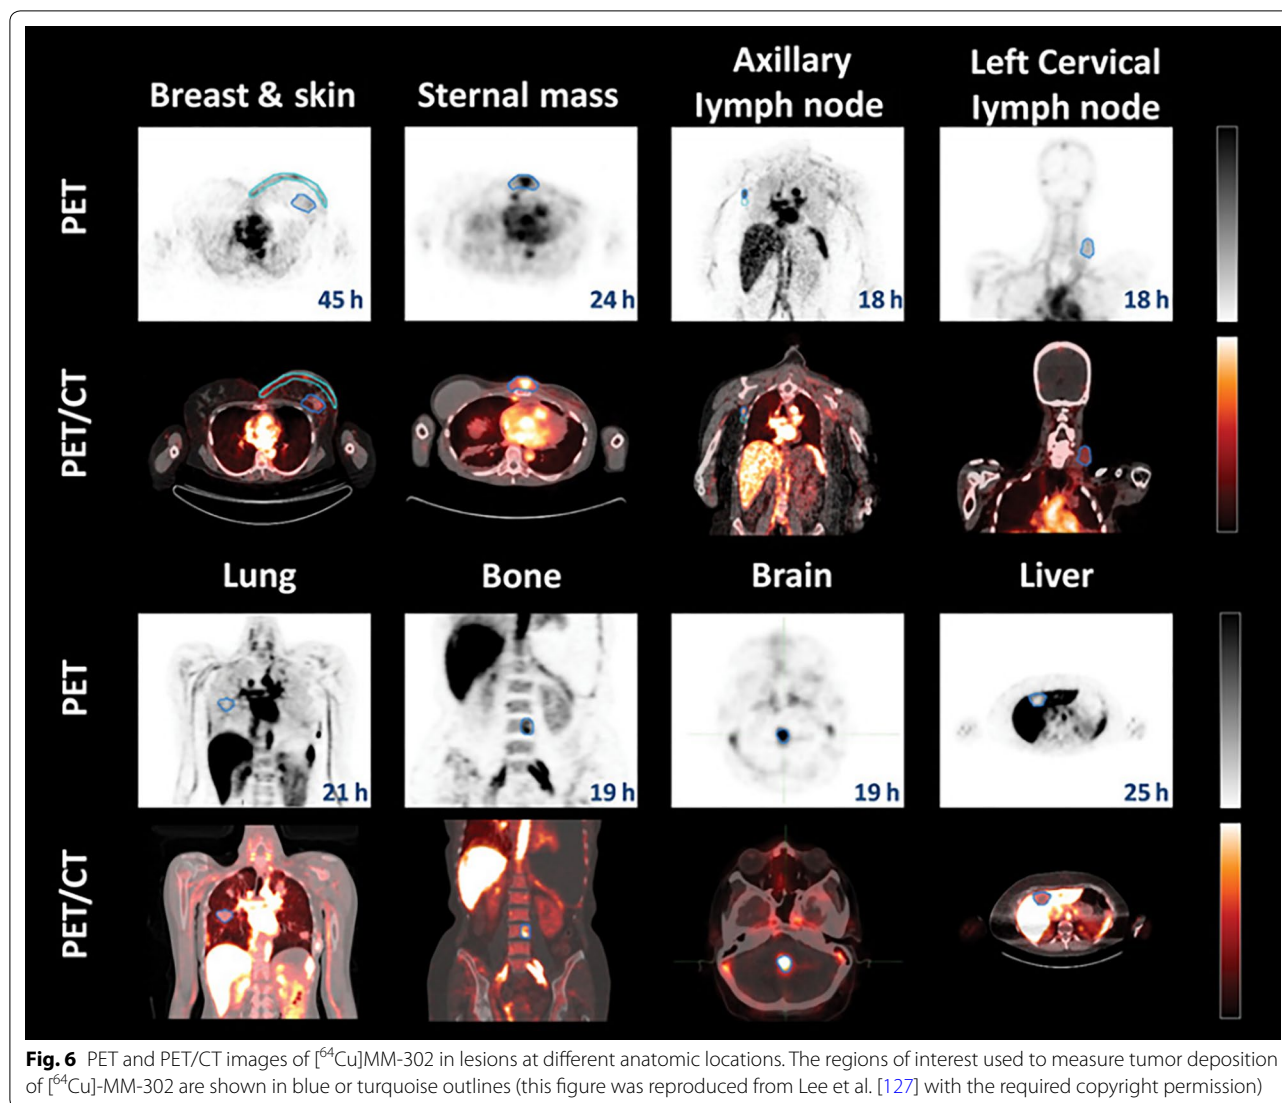 Breast & skin
Sternal mass
Axillary
lymph node
Left Cervical
lymph node
PET
45 h
24 h
18 h
18 h
PET/CT
Lung
Bone
Brain
Liver
PET
21 h
19 h
19 h
25 h
PET/CT
Fig. 6 PET and PET/CT images of [64Cu]MM-302 in lesions at different anatomic locations. The regions of interest used to measure tumor deposition
of [64Cu]-MM-302 are shown in blue or turquoise outlines (this figure was reproduced from Lee et al. [127] with the required copyright permission)